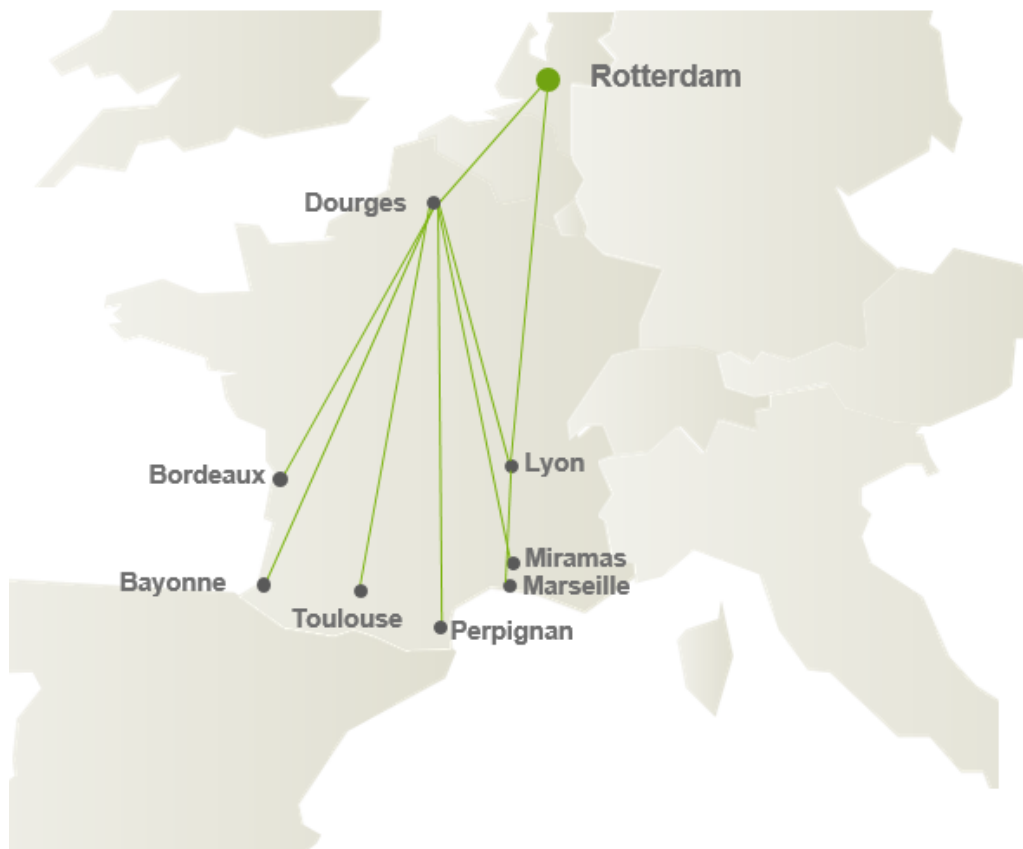 Rotterdam
Dourges
Lyon
Bordeaux
Miramas
Bayonne
Marseille
Toulouse
Perpignan